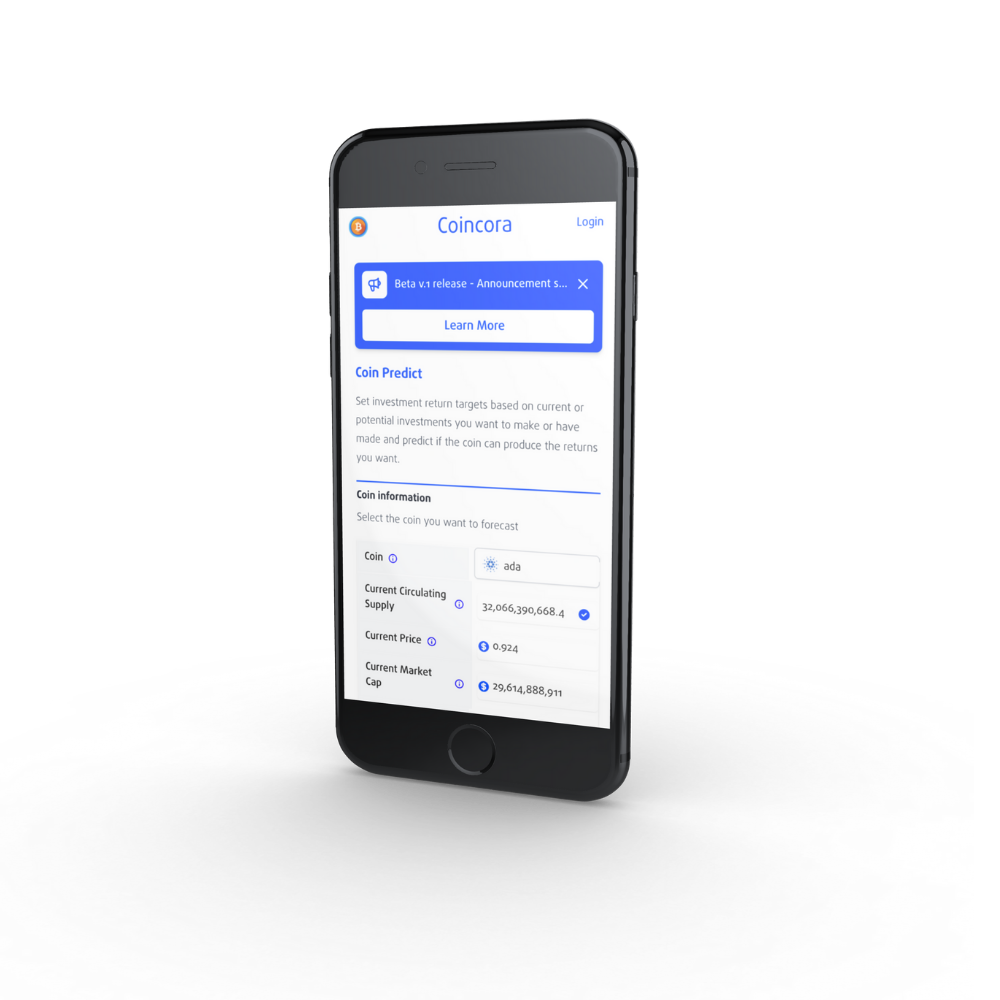 Coincora
Login
Beta v.1 release - Announcement s...
Learn More
Coin Predict
Set investment return targets based on current or
potential investments you want to make or have
made and predict if the coin can produce the returns
you want.
Coin information
Select the coin you want to forecast
Coin
ada
Current Circulating
Supply
32,066,390,668.4
Current Price
0.924
Current Market
Cap
29,614,888,911